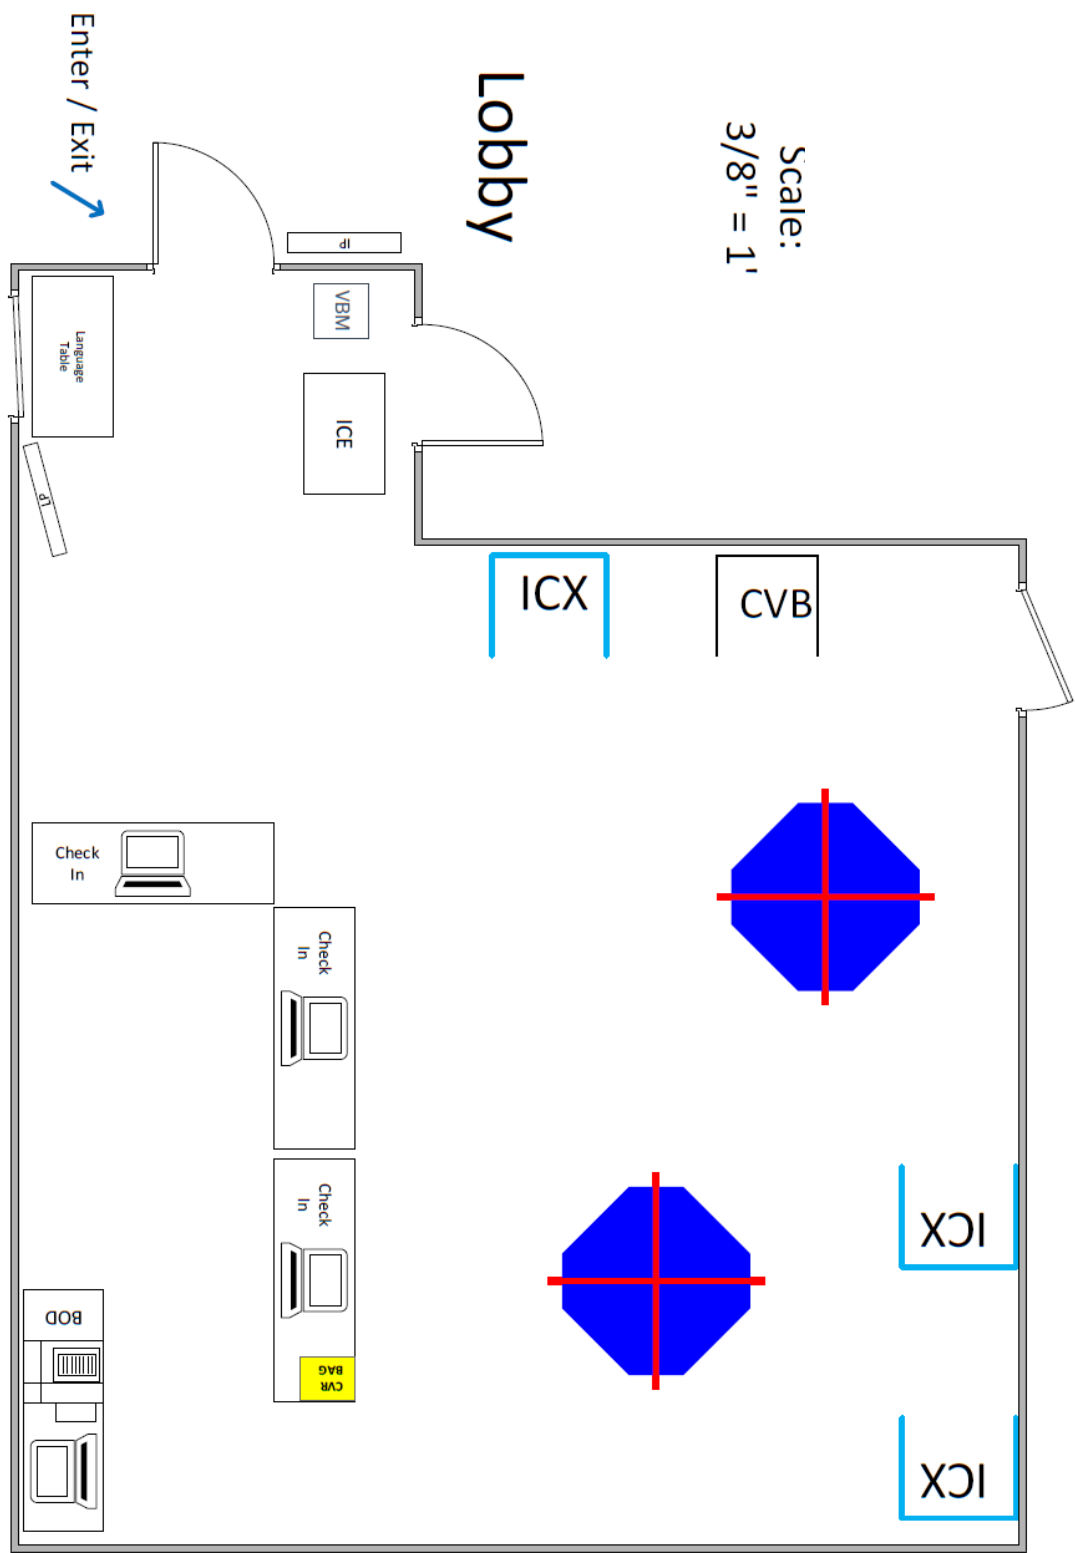 Enter / Exit
Lobby
Scale:
3/8" = 1'
IP
VBM
Language
Table
ICE
LP
ICX
CVB
Check
In
Check
In
Check
In
CVR
BAG
BOD
ICX
ICX